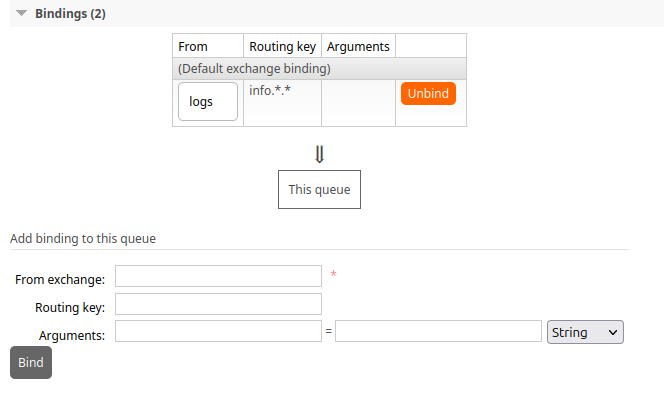 Bindings (2)
From Routing key Arguments
(Default exchange binding)
logs info.*.* Unbind
⇓
This queue
Add binding to this queue
From exchange: *
Routing key:
Arguments: = String
Bind